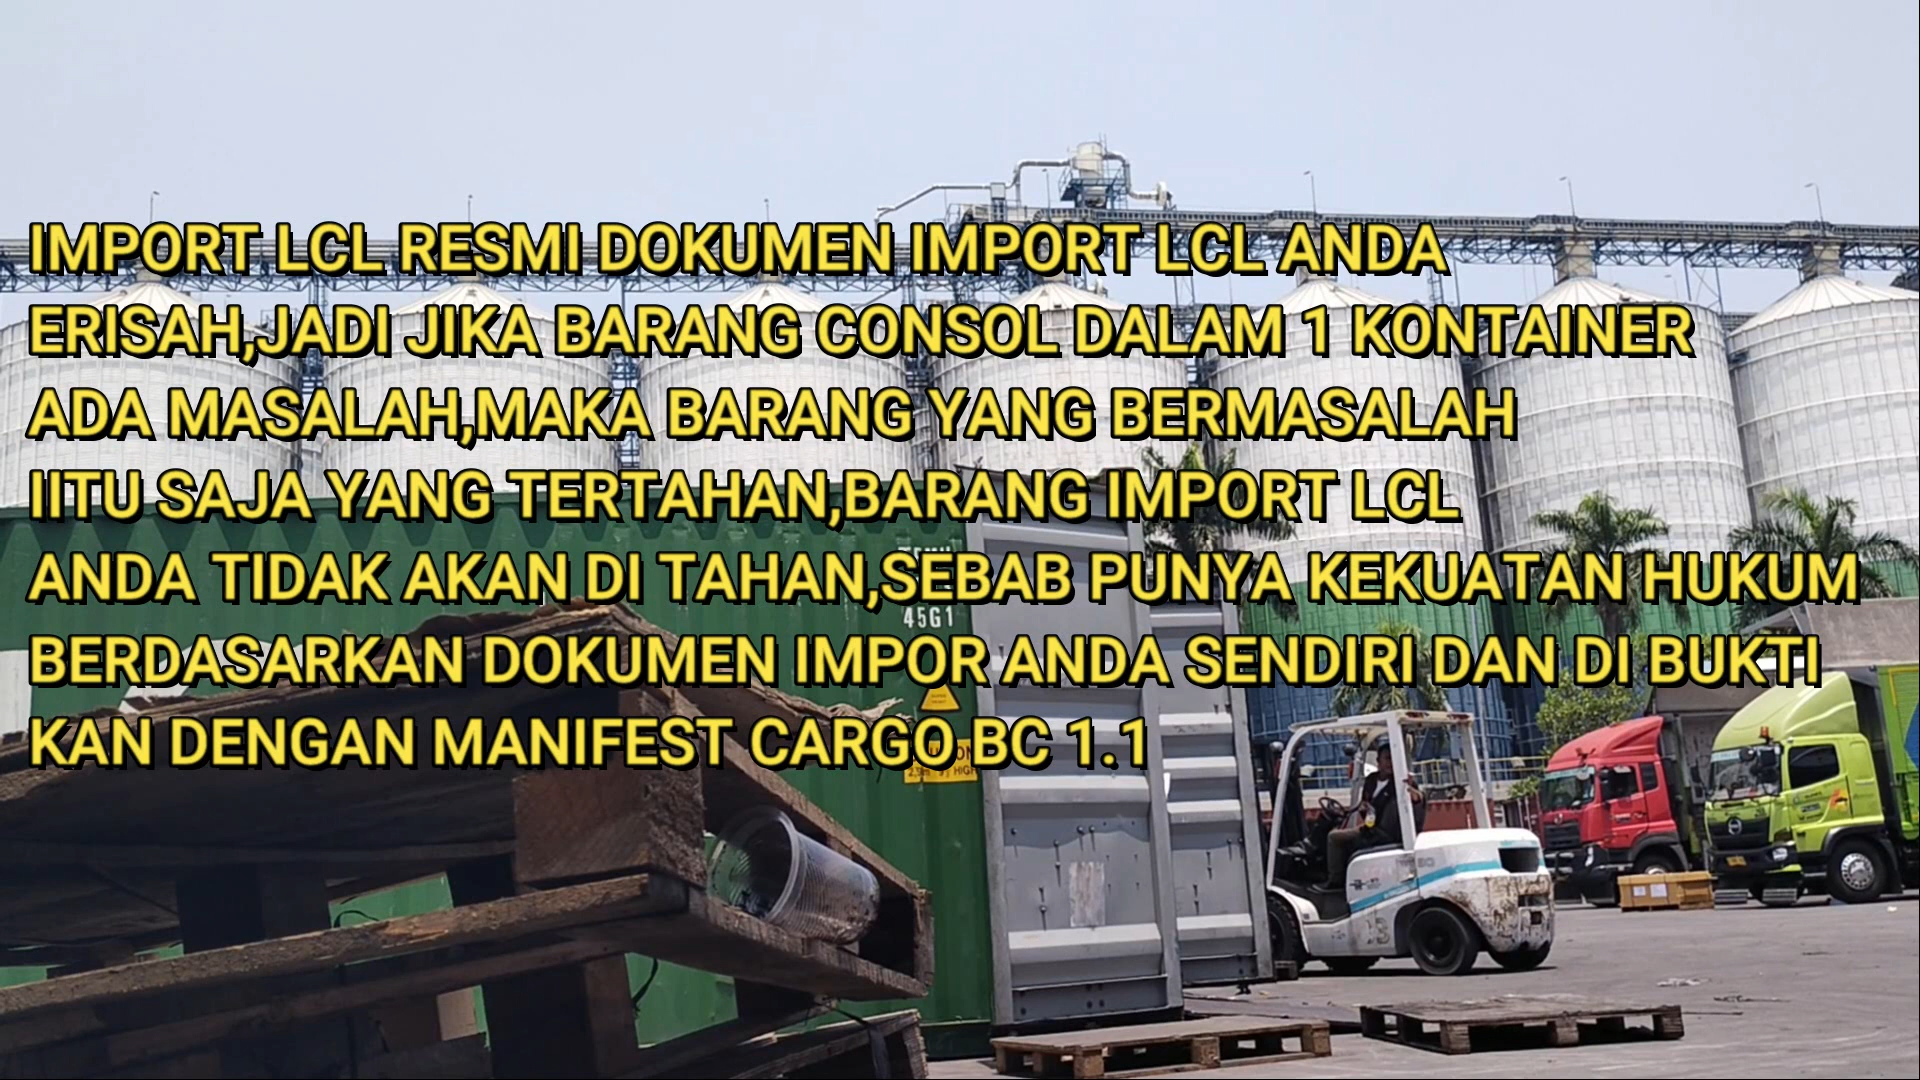 IMPORT LCL RESMI DOKUMEN IMPORT LCL ANDA
ERISAH,JADI JIKA BARANG CONSOL DALAM 1 KONTAINER
ADA MASALAH,MAKA BARANG YANG BERMASALAH
IITU SAJA YANG TERTAHAN,BARANG IMPORT LCL
ANDA TIDAK AKAN DI TAHAN,SEBAB PUNYA KEKUATAN HUKUM
45G1
BERDASARKAN DOKUMEN IMPOR ANDA SENDIRI DAN DI BUKTI
KAN DENGAN MANIFEST CARGO BC 1.1